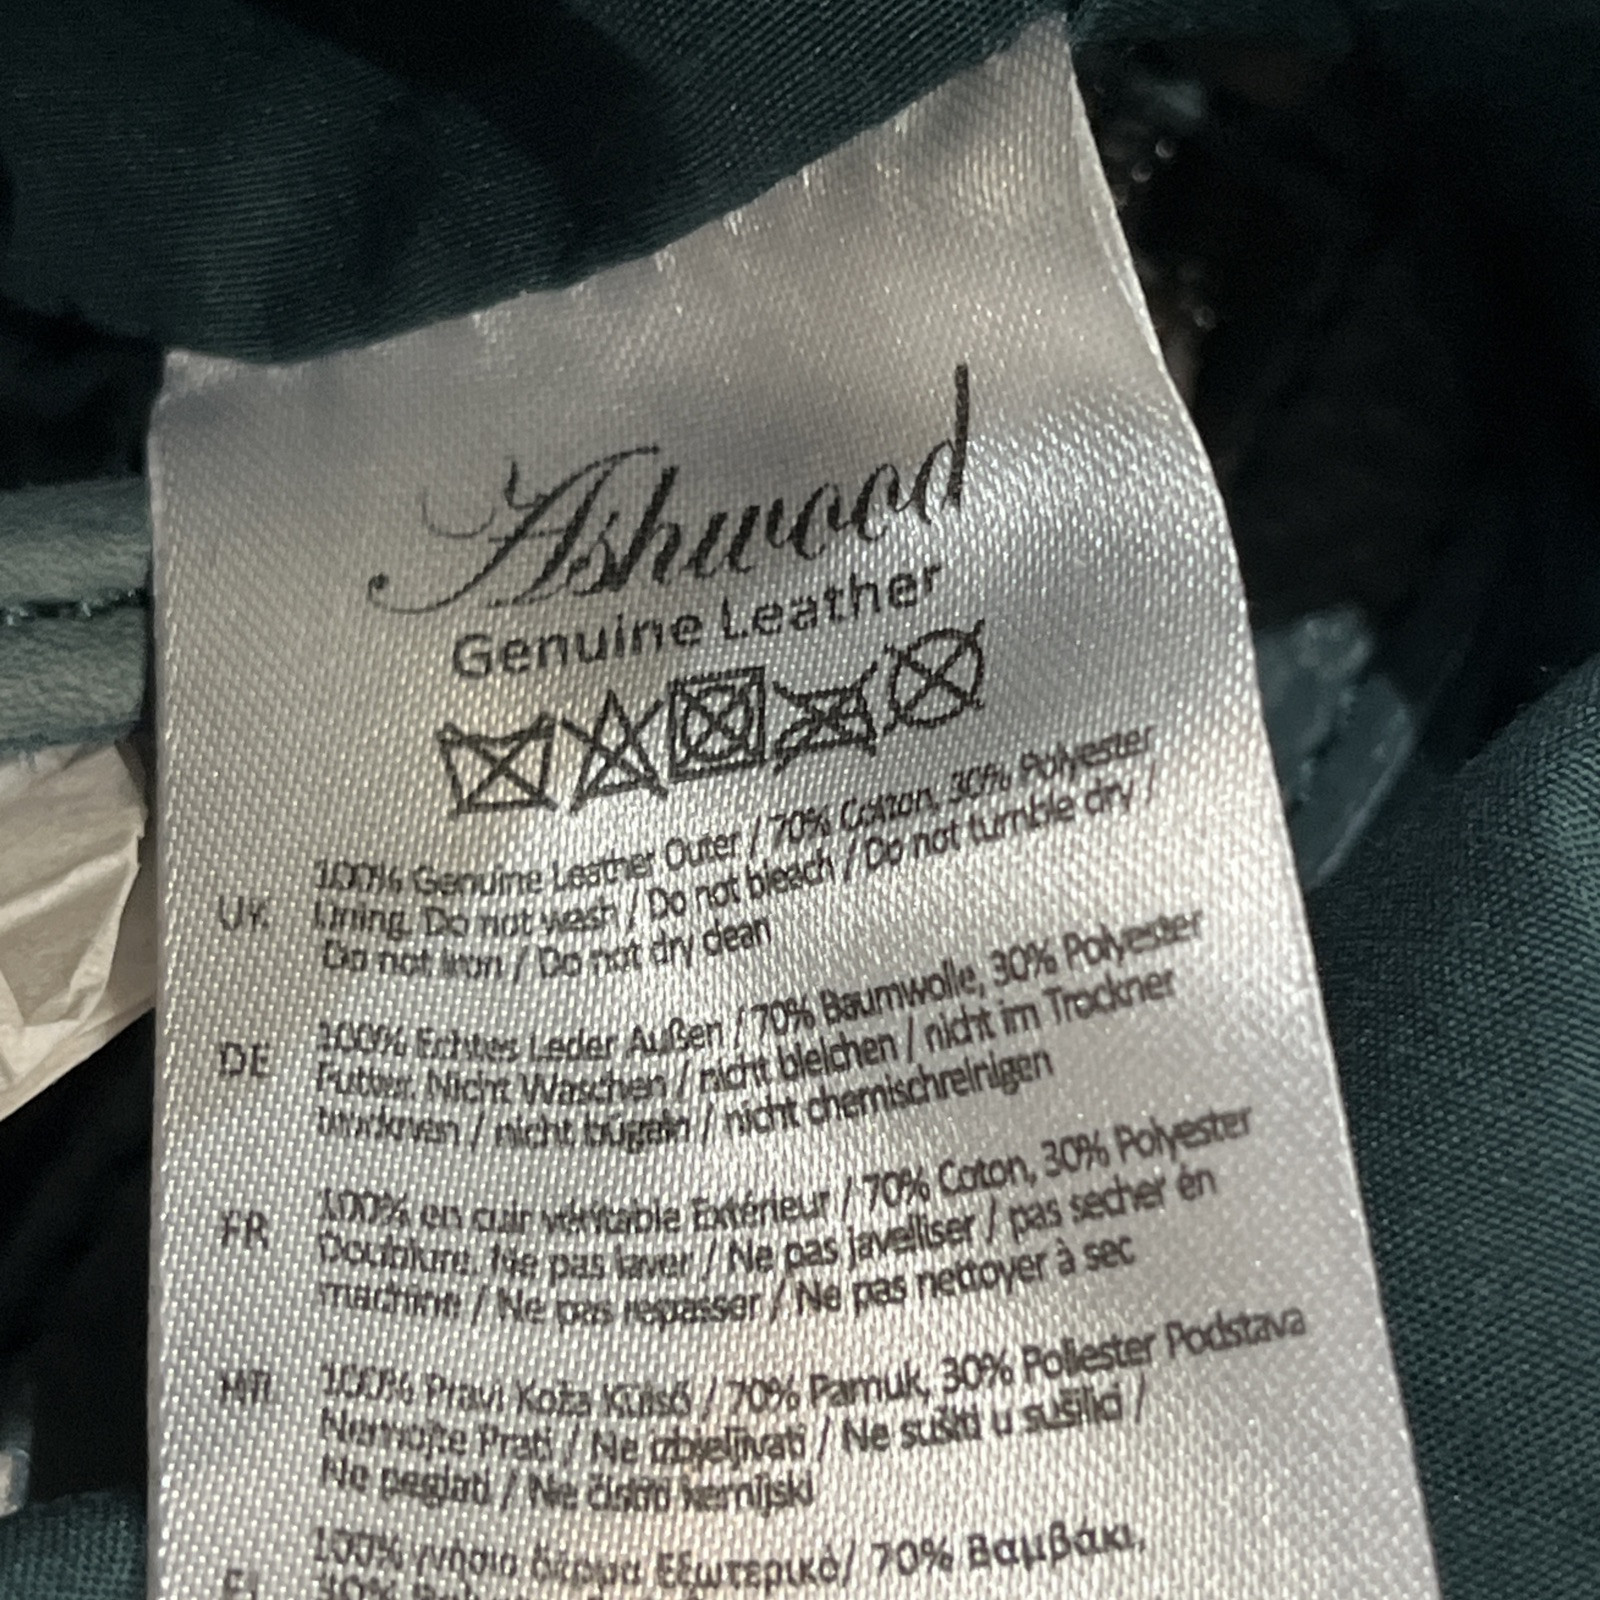 Ashwood
Genuine Leather
UK 100% Genuine Leather Outer / 70% Cotton, 30% Polyester
Lining. Do not wash / Do not bleach / Do not tumble dry /
Do not iron / Do not dry clean
DE 100% Echtes Leder Außen / 70% Baumwolle, 30% Polyester
Futter. Nicht Waschen / nicht bleichen / nicht im Trockner
trocknen / nicht bügeln / nicht chemischreinigen
FR 100% en cuir véritable Extérieur / 70% Coton, 30% Polyester
Doublure. Ne pas laver / Ne pas javelliser / pas secher én
machine / Ne pas repasser / Ne pas nettoyer à sec
100% Pravi Koža Külső / 70% Pamuk, 30% Poliester Podstava
Nemojte Prati / Ne izbjeljivati / Ne sušiti u sušilici /
Ne peglati / Ne čistiti kemijski
100% γνήσιο δέρμα Εξωτερικό/ 70% Βαμβάκι,
30%